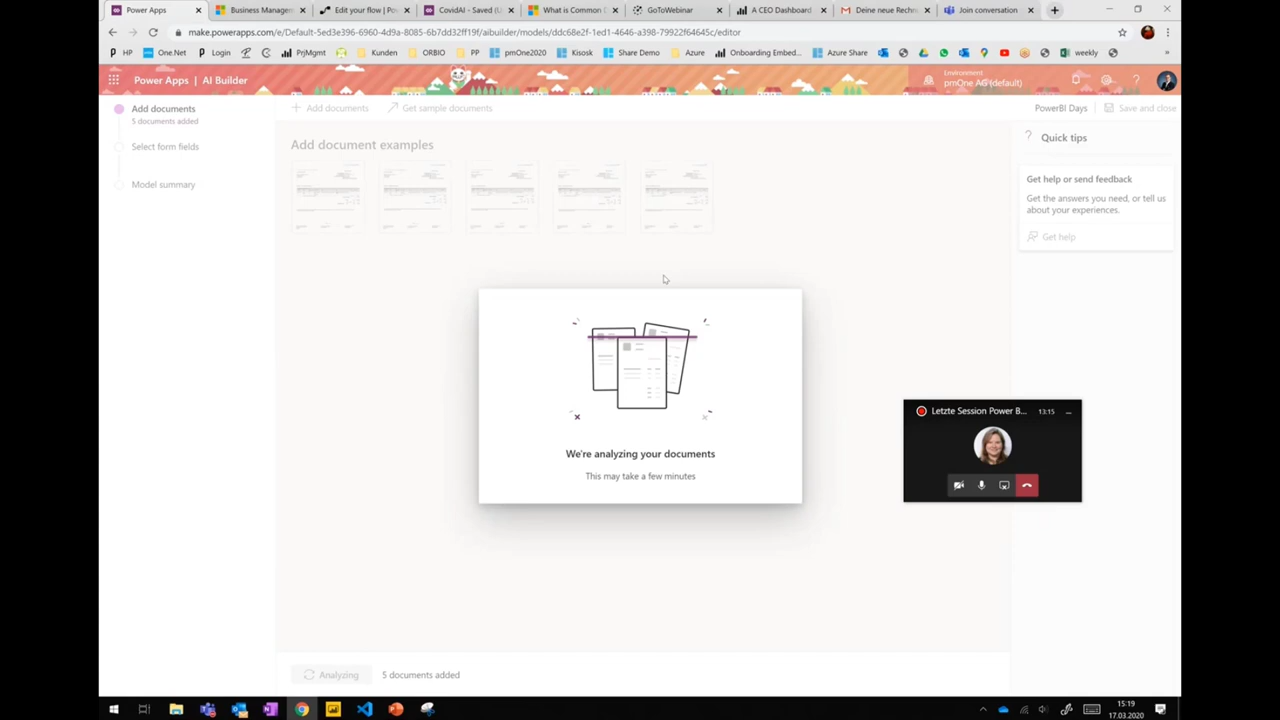 Power Apps
Business Managem
Edit your flow | Po
CovidAI - Saved (U
What is Common D
GoToWebinar
A CEO Dashboard
Deine neue Rechn
Join conversation
make.powerapps.com/e/Default-5ed3e396-6960-4d9a-8085-6b7dd32ff19f/aibuilder/models/ddc68e2f-1ed1-4646-a398-79922f64645c/editor
HP
One.Net
Login
PrjMgmt
Kunden
ORBIO
PP
pmOne2020
Kisosk
Share Demo
Azure
Onboarding Embed...
Azure Share
weekly
»
Power Apps | AI Builder
Environment
pmOne AG (default)
Add documents
5 documents added
Select form fields
Model summary
Add documents
Get sample documents
PowerBI Days
Save and close
Add document examples
Quick tips
Get help or send feedback
Get the answers you need, or tell us
about your experiences.
Get help
We're analyzing your documents
This may take a few minutes
Letzte Session Power B...
13:15
Analyzing
5 documents added
15:19
17.03.2020